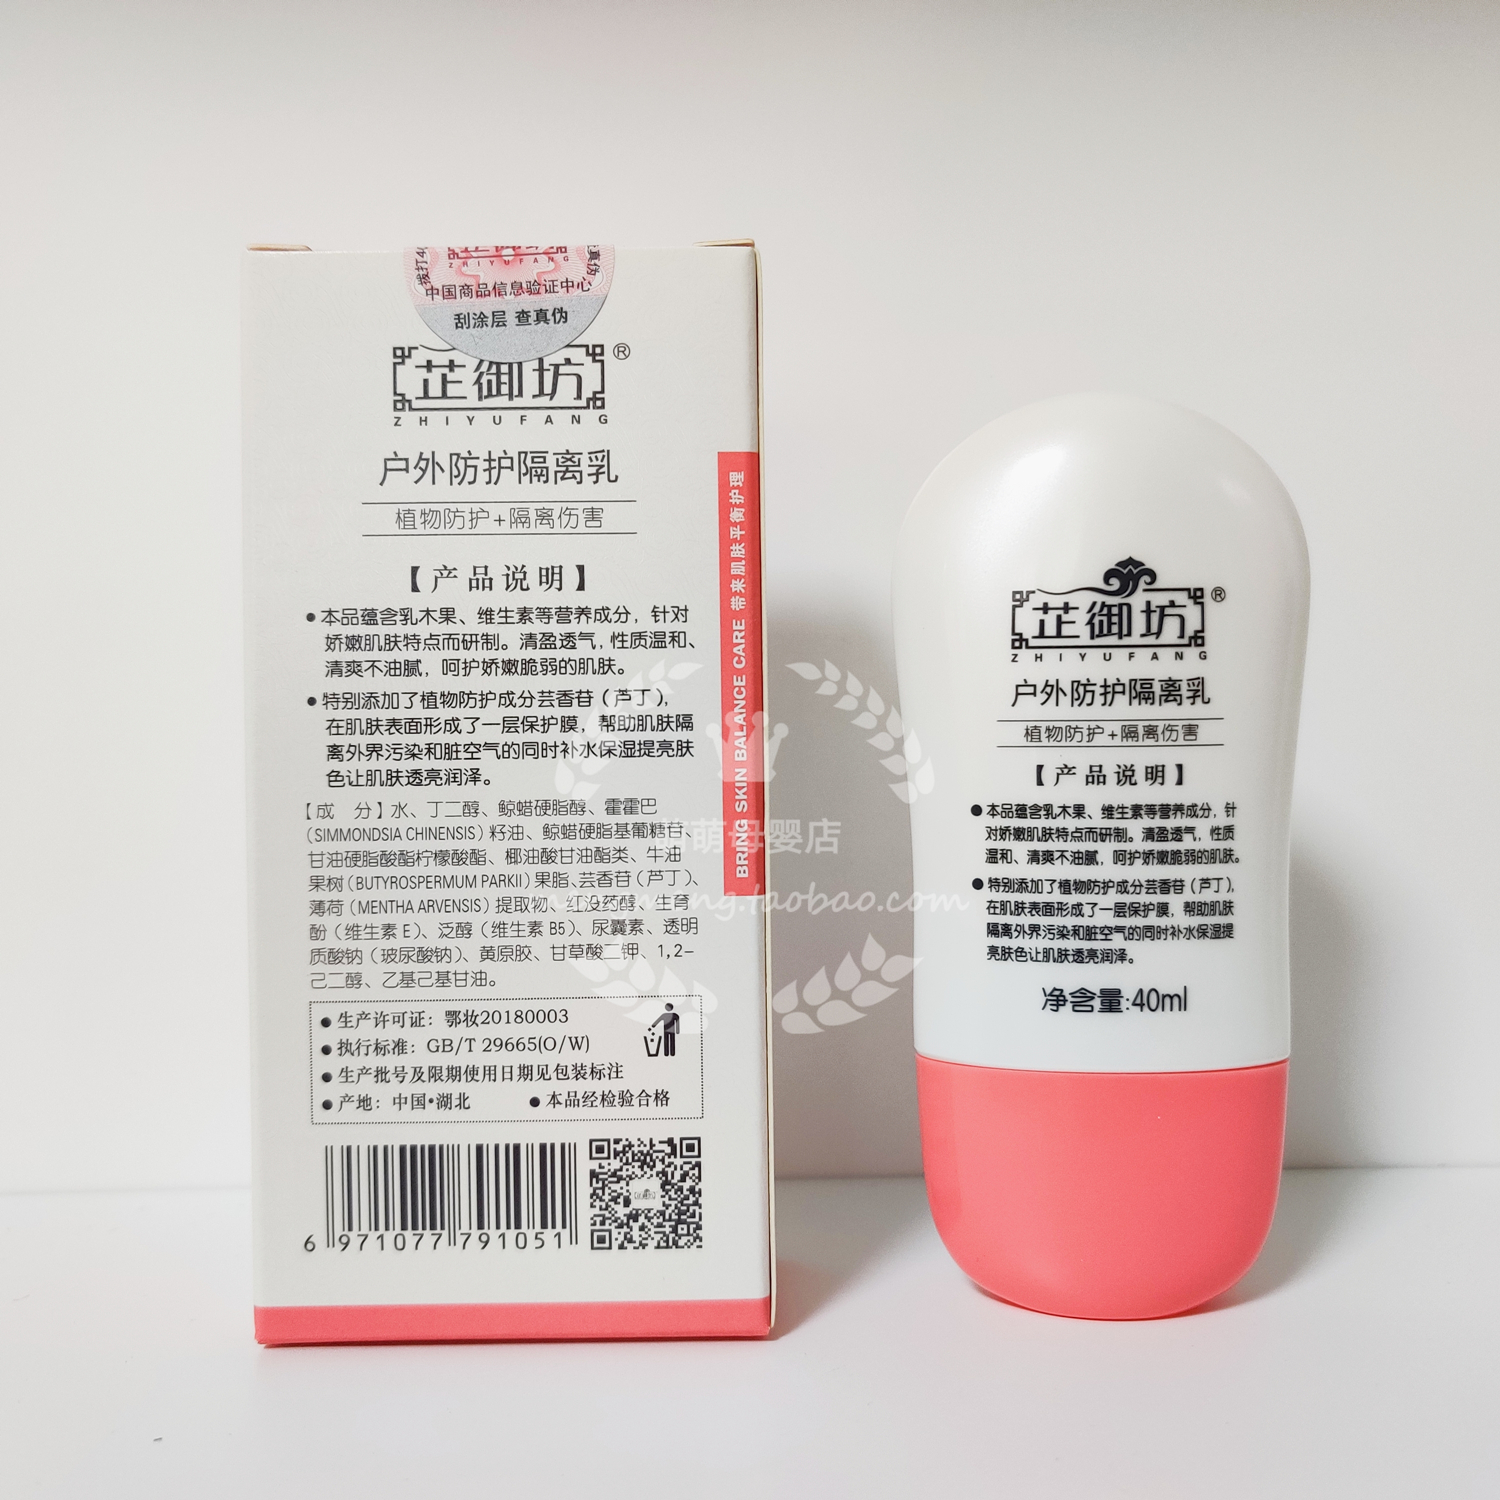 ZHIYUFANG
中国商品信息验证中心
刮涂层 查真伪
芷御坊®
ZHIYUFANG
户外防护隔离乳
植物防护+隔离伤害
【产品说明】
●本品蕴含乳木果、维生素等营养成分，针对
娇嫩肌肤特点而研制。清盈透气，性质温和、
清爽不油腻，呵护娇嫩脆弱的肌肤。
●特别添加了植物防护成分芸香苷（芦丁），
在肌肤表面形成了一层保护膜，帮助肌肤隔
离外界污染和脏空气的同时补水保湿提亮肤
色让肌肤透亮润泽。
【成 分】水、丁二醇、鲸蜡硬脂醇、霍霍巴
(SIMMONDSIA CHINENSIS) 籽油、鲸蜡硬脂基葡糖苷、
甘油硬脂酸酯柠檬酸酯、椰油酸甘油酯类、牛油
果树(BUTYROSPERMUM PARKII)果脂、芸香苷（芦丁）、
薄荷(MENTHA ARVENSIS)提取物、红没药醇、生育
酚（维生素 E）、泛醇（维生素 B5）、尿囊素、透明
质酸钠（玻尿酸钠）、黄原胶、甘草酸二钾、1,2-
己二醇、乙基己基甘油。
●生产许可证：鄂妆20180003
●执行标准：GB/T 29665(O/W)
●生产批号及限期使用日期见包装标注
●产地：中国•湖北 ●本品经检验合格
6 971077 791051
BRING SKIN BALANCE CARE 带来肌肤平衡护理
萌母婴店
.taobao.com
芷御坊®
ZHIYUFANG
户外防护隔离乳
植物防护+隔离伤害
【产品说明】
●本品蕴含乳木果、维生素等营养成分，针
对娇嫩肌肤特点而研制。清盈透气，性质
温和、清爽不油腻，呵护娇嫩脆弱的肌肤。
●特别添加了植物防护成分芸香苷（芦丁），
在肌肤表面形成了一层保护膜，帮助肌肤
隔离外界污染和脏空气的同时补水保湿提
亮肤色让肌肤透亮润泽。
净含量:40ml